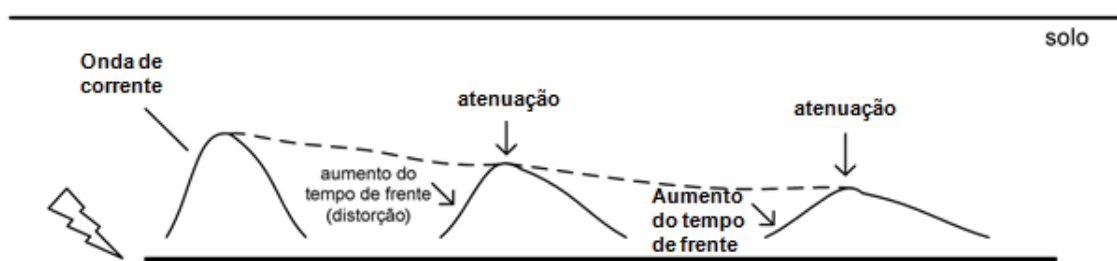 solo
Onda de
corrente
atenuação
atenuação
aumento do
tempo de frente
(distorção)
Aumento
do tempo
de frente